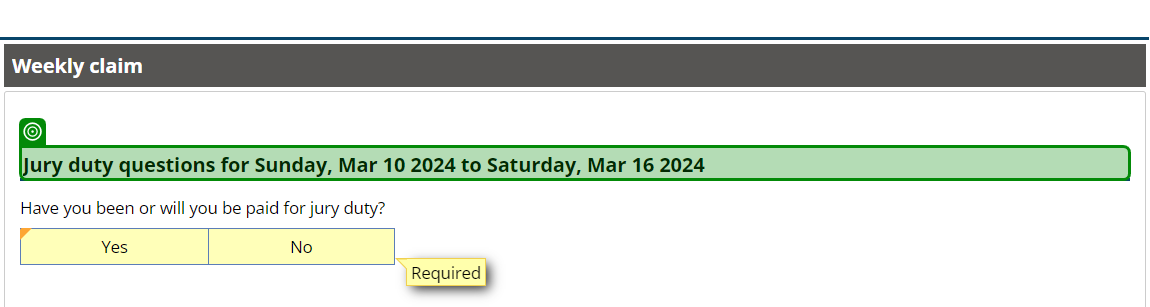 Weekly claim
Jury duty questions for Sunday, Mar 10 2024 to Saturday, Mar 16 2024
Have you been or will you be paid for jury duty?
Yes No
Required